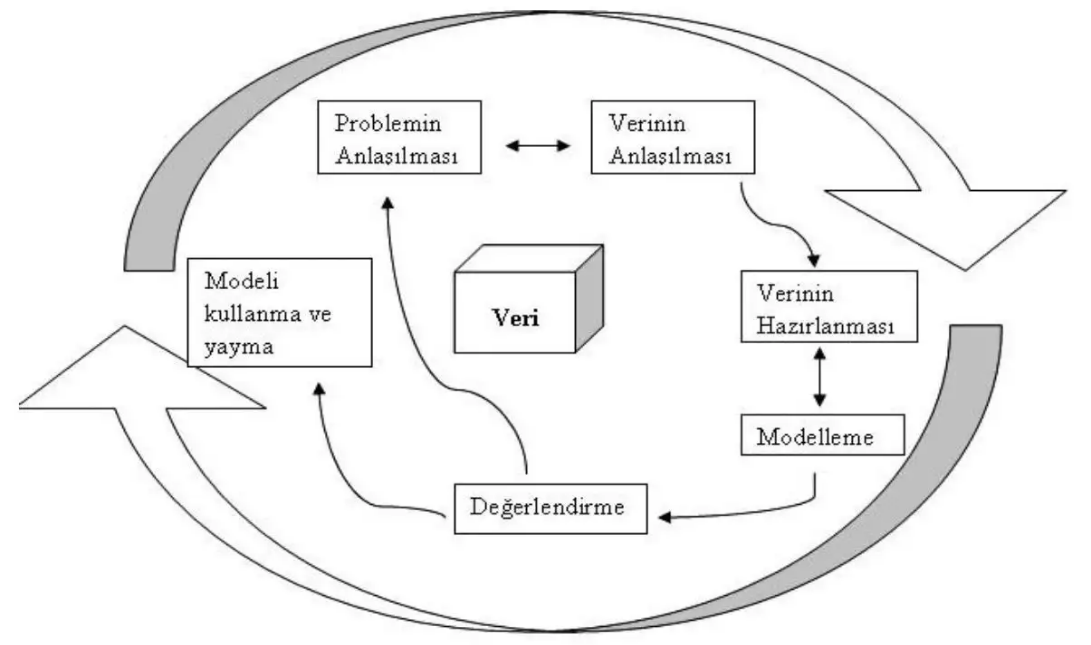 Problemin
Anlaşılması
Verinin
Anlaşılması
Modeli
kullanma ve
yayma
Veri
Verinin
Hazırlanması
Modelleme
Değerlendirme